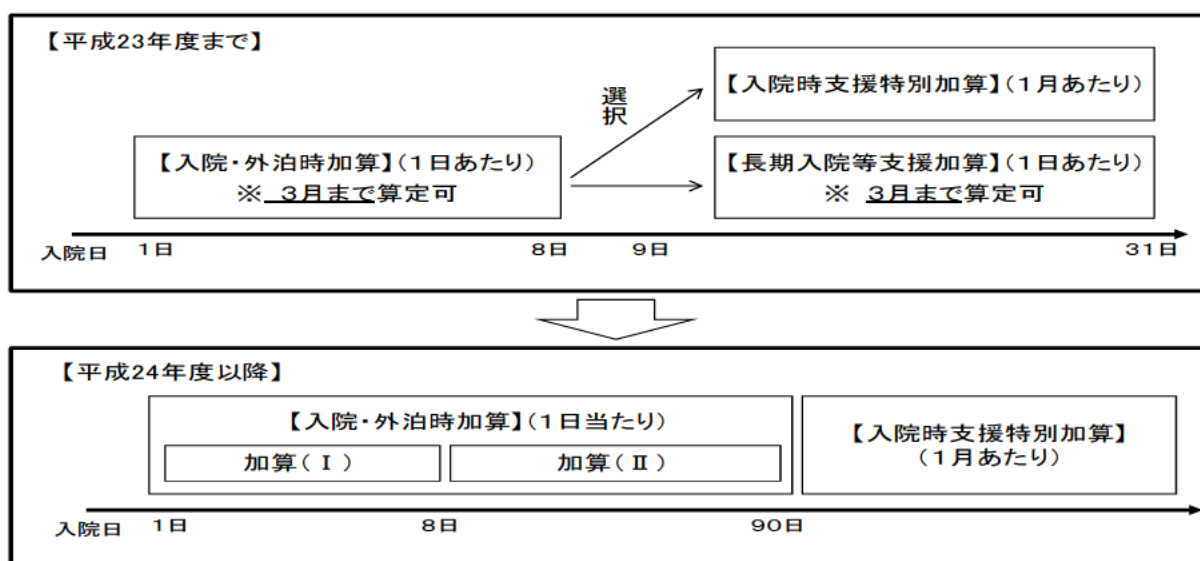 【平成23年度まで】
【入院時支援特別加算】(1月あたり)
選択
【入院・外泊時加算】(1日あたり)
※ 3月まで算定可
【長期入院等支援加算】(1日あたり)
※ 3月まで算定可
入院日 1日 8日 9日 31日
【平成24年度以降】
【入院・外泊時加算】(1日当たり)
加算(Ⅰ) 加算(Ⅱ)
【入院時支援特別加算】
(1月あたり)
入院日 1日 8日 90日